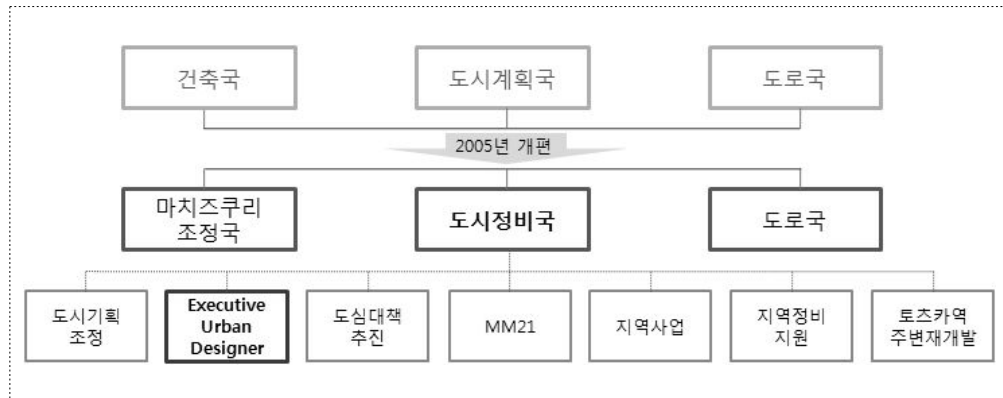 건축국
도시계획국
도로국
2005년 개편
마치즈쿠리
조정국
도시정비국
도로국
도시기획
조정
Executive
Urban
Designer
도심대책
추진
MM21
지역사업
지역정비
지원
토즈카역
주변재개발